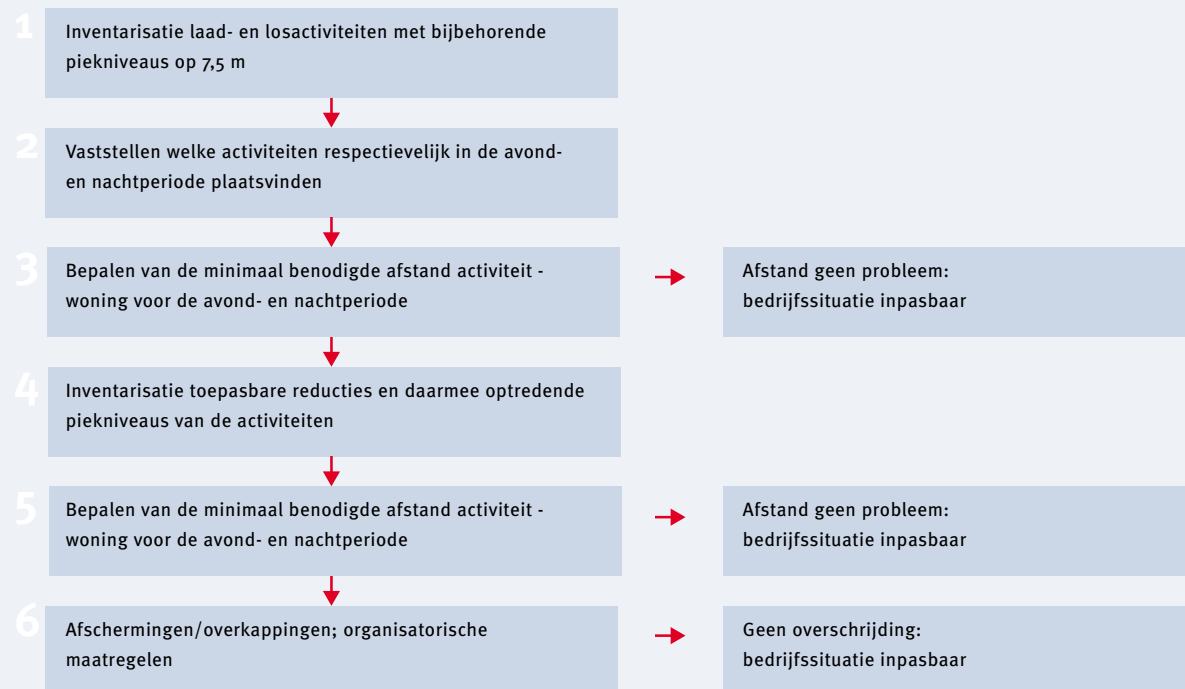 1
Inventarisatie laad- en losactiviteiten met bijbehorende
piekniveaus op 7,5 m
2
Vaststellen welke activiteiten respectievelijk in de avond-
en nachtperiode plaatsvinden
3
Bepalen van de minimaal benodigde afstand activiteit -
woning voor de avond- en nachtperiode
Afstand geen probleem:
bedrijfssituatie inpasbaar
4
Inventarisatie toepasbare reducties en daarmee optredende
piekniveaus van de activiteiten
5
Bepalen van de minimaal benodigde afstand activiteit -
woning voor de avond- en nachtperiode
Afstand geen probleem:
bedrijfssituatie inpasbaar
6
Afschermingen/overkappingen; organisatorische
maatregelen
Geen overschrijding:
bedrijfssituatie inpasbaar